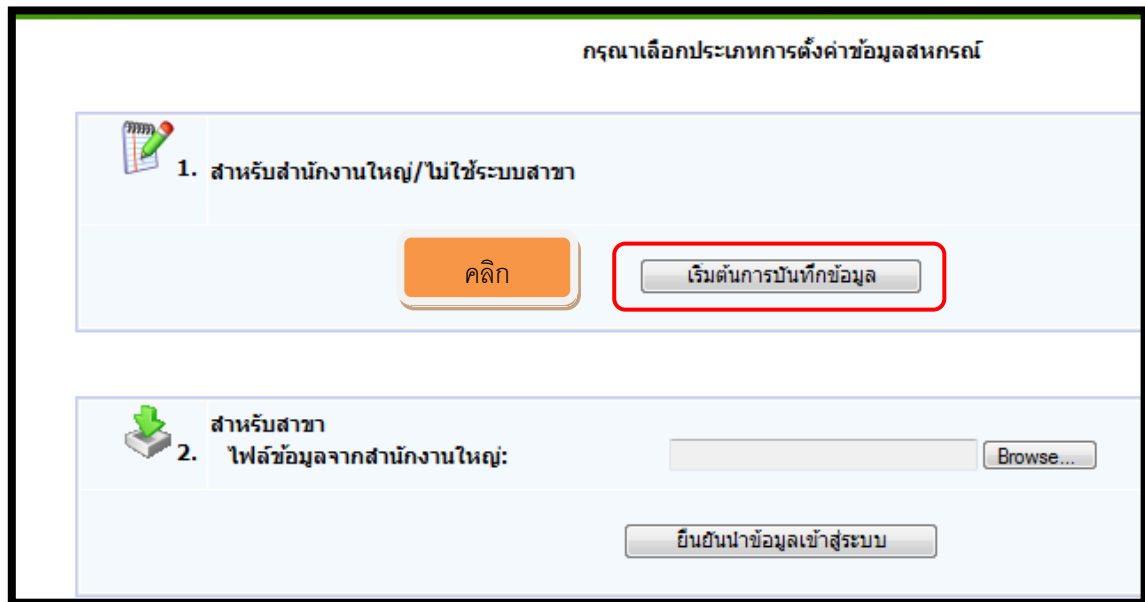 กรุณาเลือกประเภทการตั้งค่าข้อมูลสหกรณ์
1. สำหรับสำนักงานใหญ่/ไม่ใช้ระบบสาขา
คลิก
เริ่มต้นการบันทึกข้อมูล
สำหรับสาขา
2. ไฟล์ข้อมูลจากสำนักงานใหญ่:
Browse...
ยืนยันนำข้อมูลเข้าสู่ระบบ